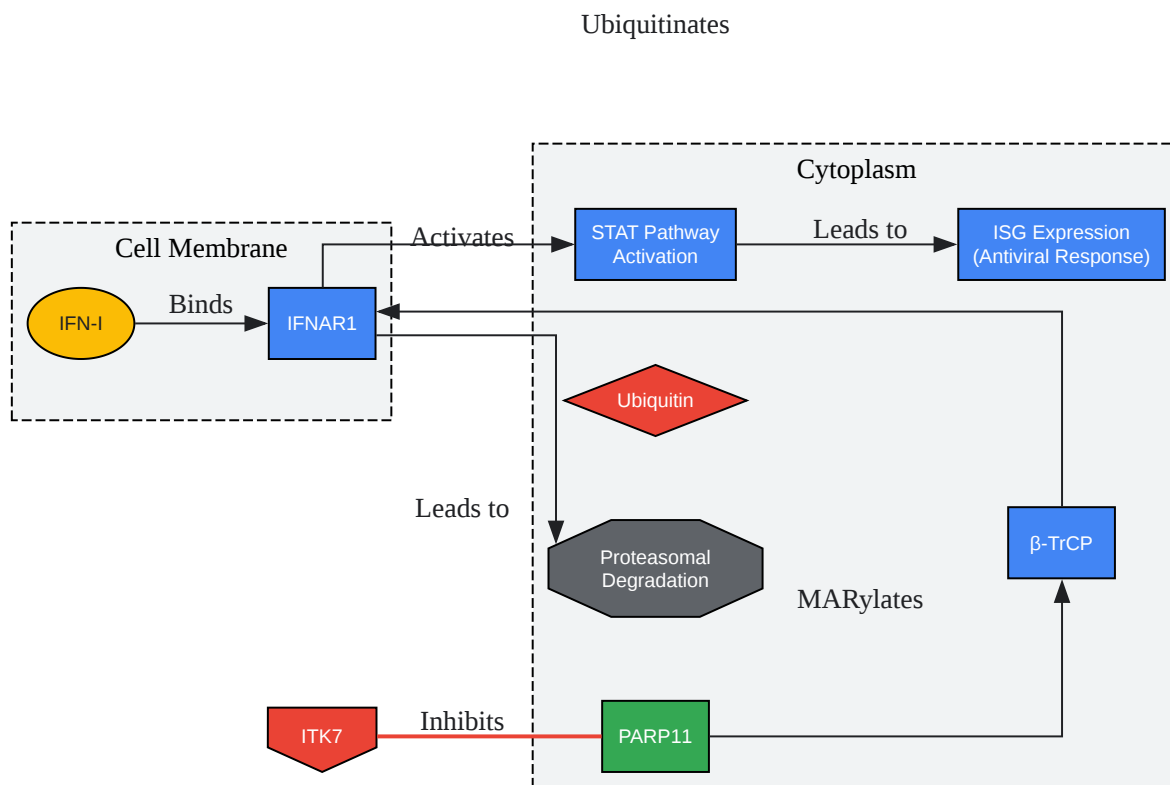 Ubiquitinates
Cytoplasm
Cell Membrane
Activates
STAT Pathway
Activation
Leads to
ISG Expression
(Antiviral Response)
IFN-I
Binds
IFNAR1
Ubiquitin
Leads to
Proteasomal
Degradation
β-TrCP
MARylates
ITK7
Inhibits
PARP11